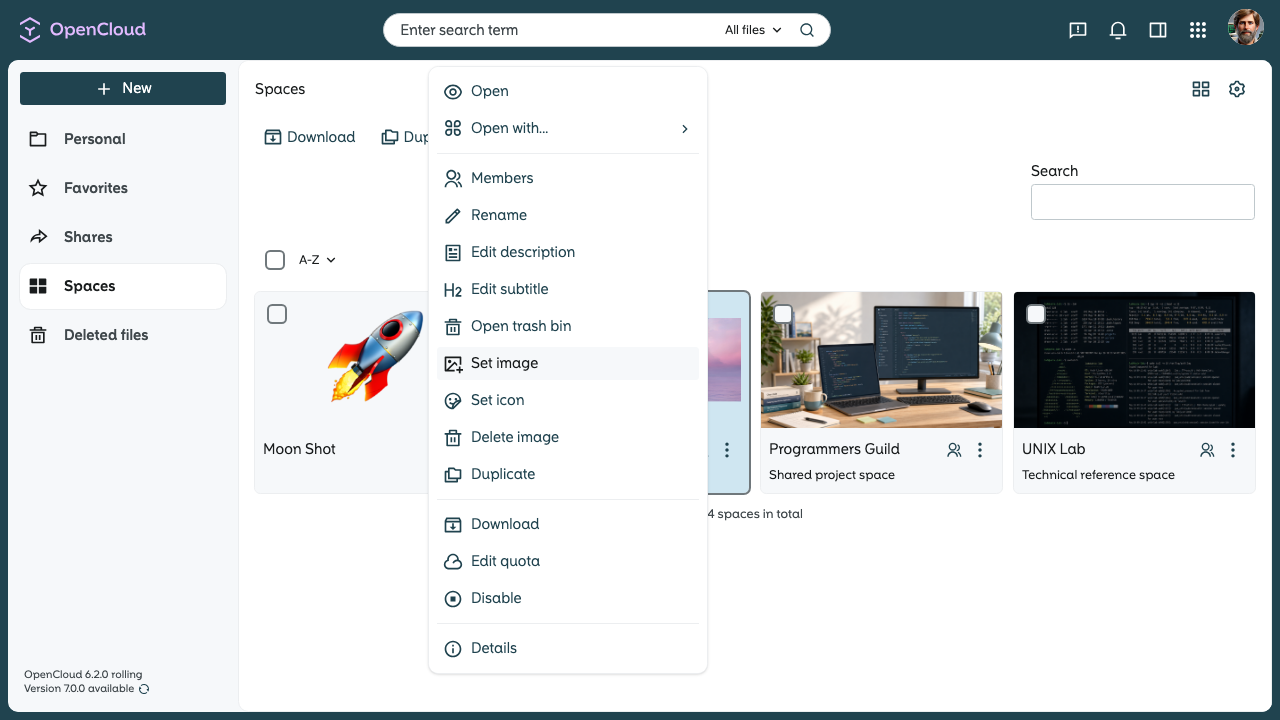 OpenCloud
Enter search term
All files
New
Personal
Favorites
Shares
Spaces
Deleted files
OpenCloud 6.2.0 rolling
Version 7.0.0 available
Spaces
Download
Dup
Search
A-Z
Open
Open with...
Members
Rename
Edit description
Edit subtitle
Open trash bin
Set image
Set icon
Delete image
Duplicate
Download
Edit quota
Disable
Details
Moon Shot
Programmers Guild
Shared project space
UNIX Lab
Technical reference space
4 spaces in total